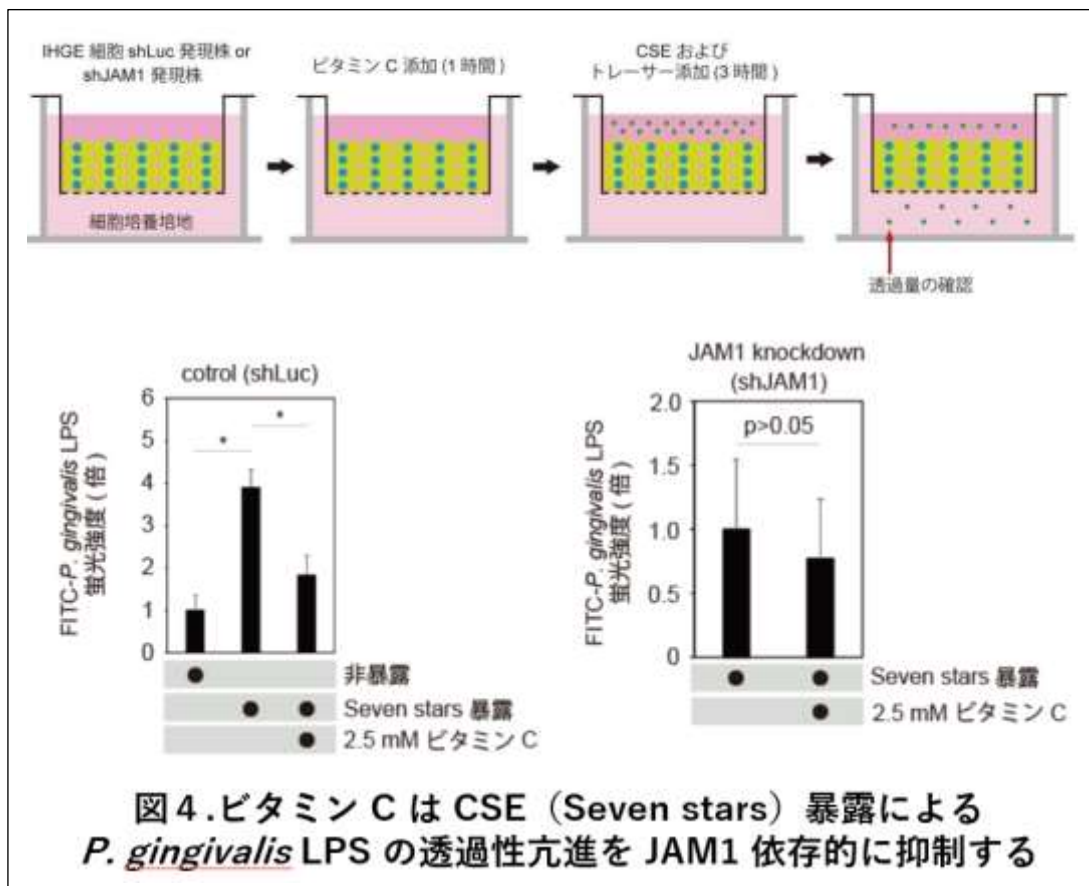 IHGE 細胞 shLuc 発現株 or
shJAM1 発現株
ビタミン C 添加 (1 時間 )
CSE および
トレーサー添加 (3 時間 )
細胞培養培地
透過量の確認
cotrol (shLuc)
FITC-P. gingivalis LPS
蛍光強度 ( 倍 )
6
5
4
3
2
1
0
*
*
非暴露
Seven stars 暴露
2.5 mM ビタミン C
JAM1 knockdown
(shJAM1)
FITC-P. gingivalis LPS
蛍光強度 ( 倍 )
2.0
1.5
1.0
0.5
0
p>0.05
Seven stars 暴露
2.5 mM ビタミン C
図４.ビタミン C は CSE（Seven stars）暴露による
P. gingivalis LPS の透過性亢進を JAM1 依存的に抑制する